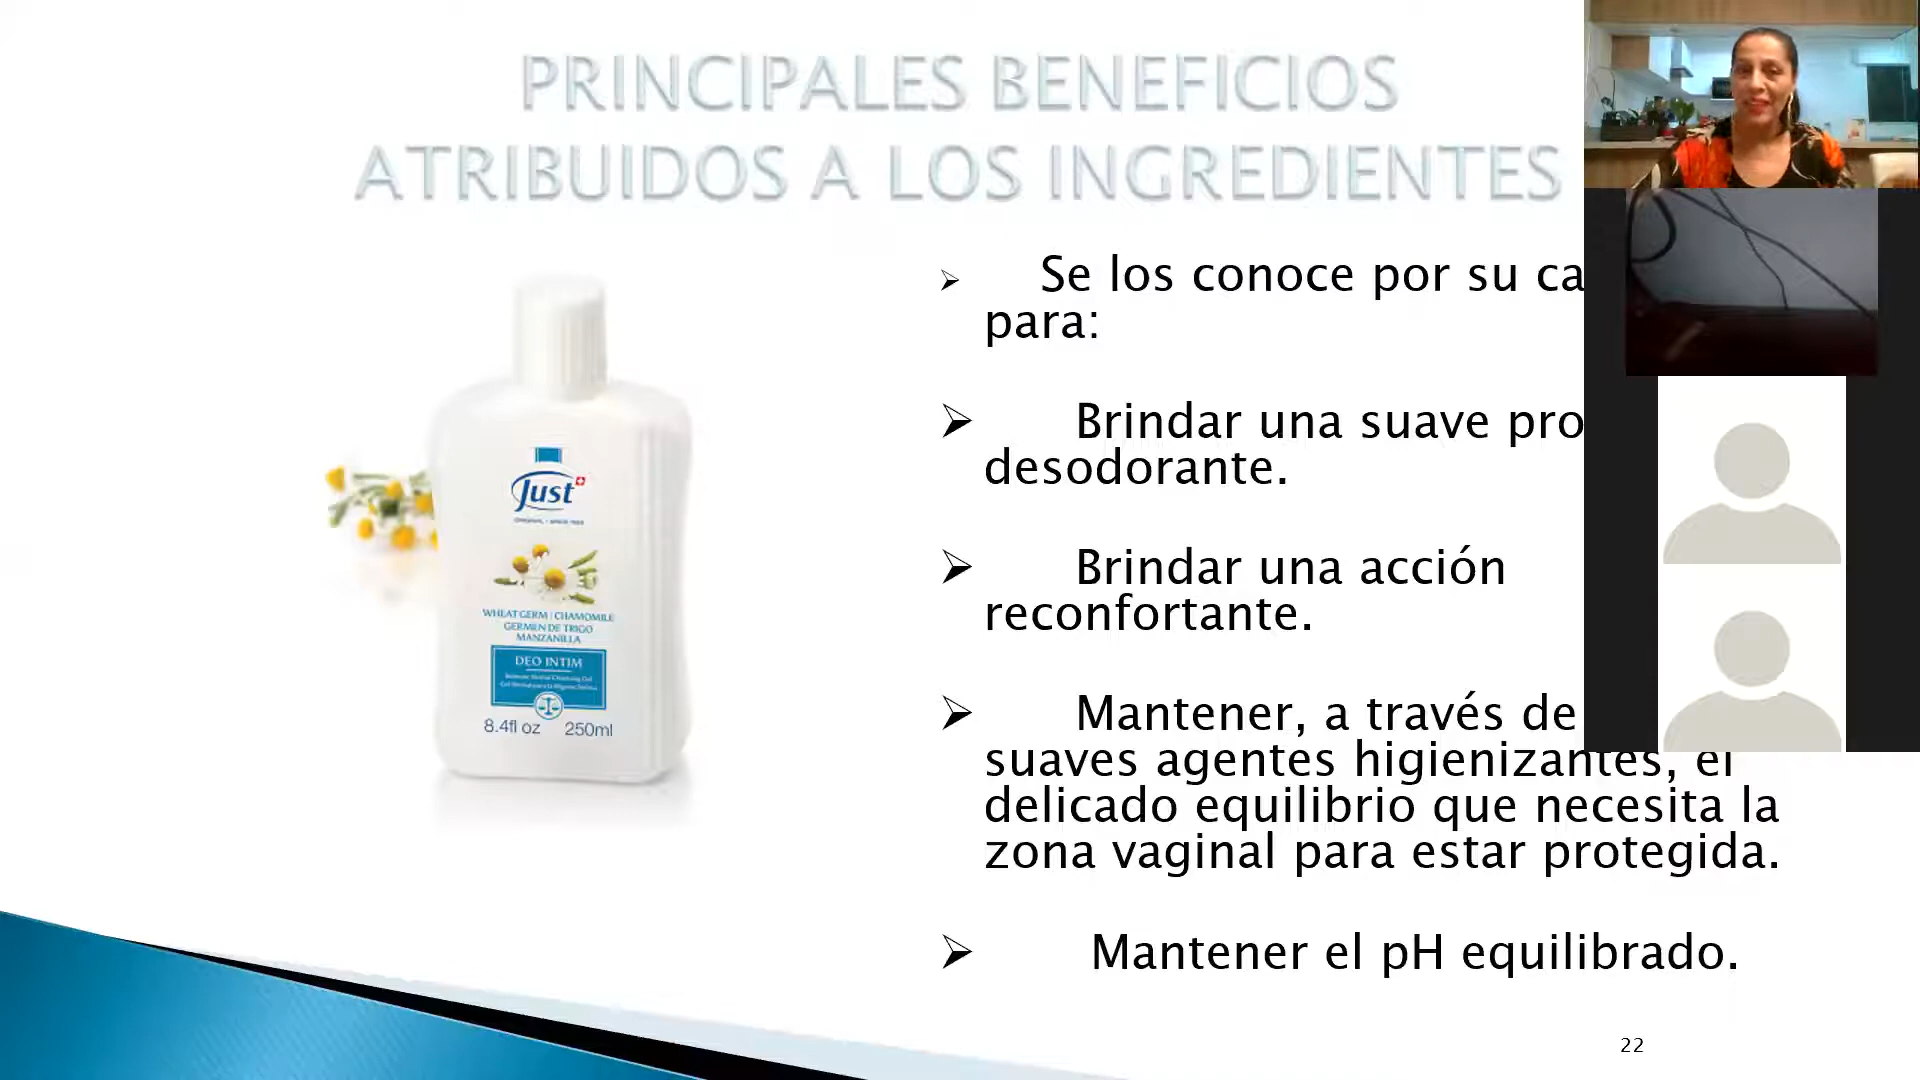 PRINCIPALES BENEFICIOS
ATRIBUIDOS A LOS INGREDIENTES
➢ Se los conoce por su ca
para:
➢ Brindar una suave pro
desodorante.
➢ Brindar una acción
reconfortante.
➢ Mantener, a través de
suaves agentes higienizantes, el
delicado equilibrio que necesita la
zona vaginal para estar protegida.
➢ Mantener el pH equilibrado.
Just
WHEAT GERM | CHAMOMILE
GERMEN DE TRIGO
MANZANILLA
DEO INTIM
8.4fl oz 250ml
22